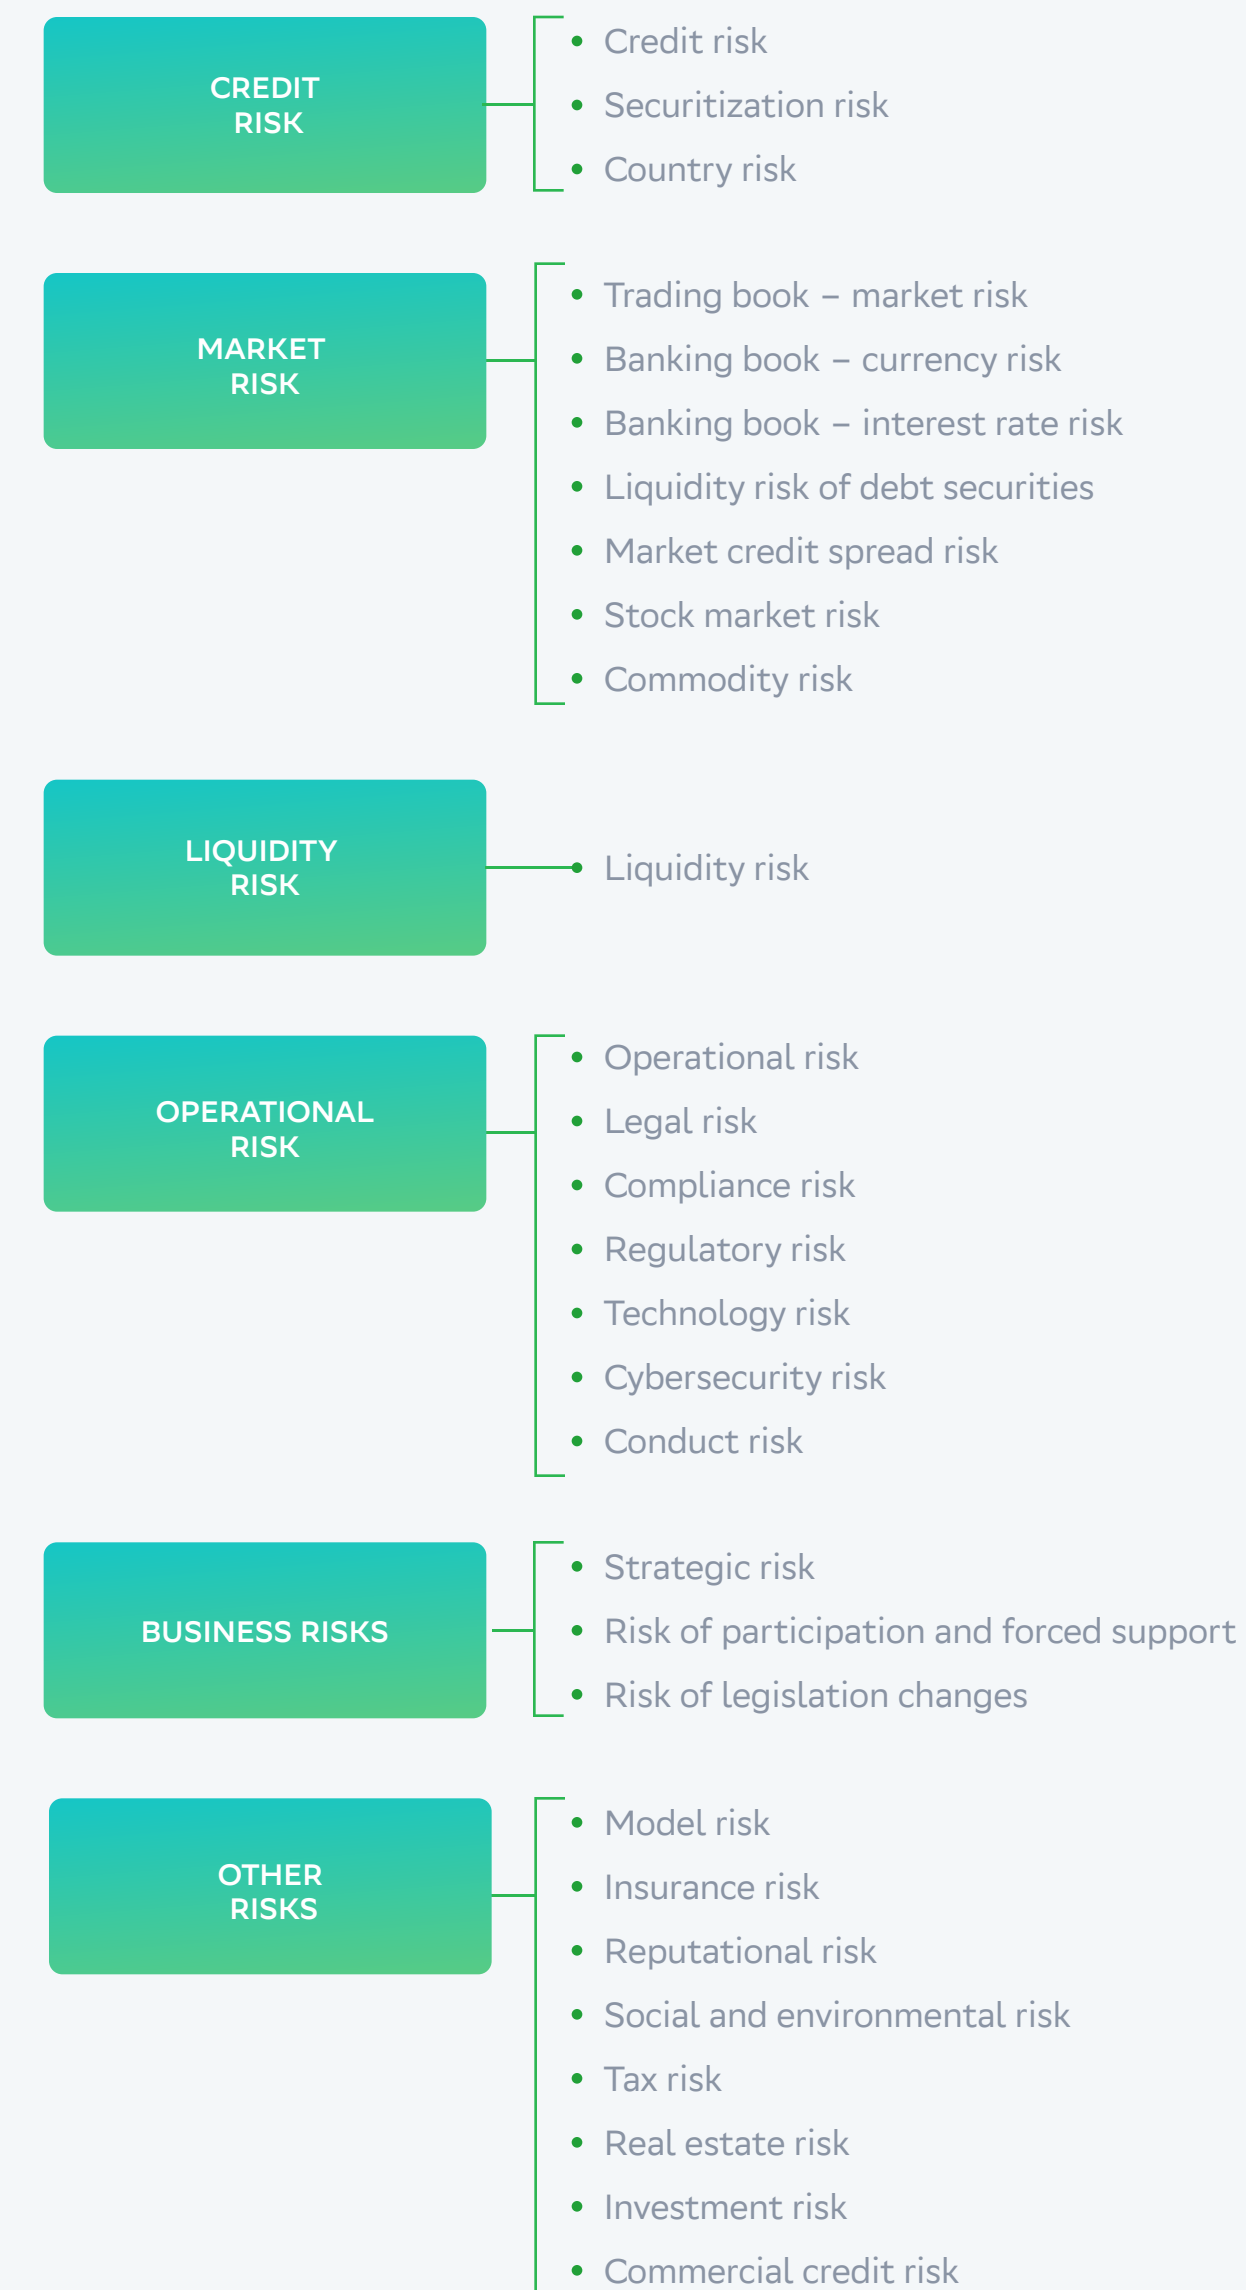 CREDIT
RISK
• Credit risk
• Securitization risk
• Country risk
MARKET
RISK
• Trading book – market risk
• Banking book – currency risk
• Banking book – interest rate risk
• Liquidity risk of debt securities
• Market credit spread risk
• Stock market risk
• Commodity risk
LIQUIDITY
RISK
• Liquidity risk
OPERATIONAL
RISK
• Operational risk
• Legal risk
• Compliance risk
• Regulatory risk
• Technology risk
• Cybersecurity risk
• Conduct risk
BUSINESS RISKS
• Strategic risk
• Risk of participation and forced support
• Risk of legislation changes
OTHER
RISKS
• Model risk
• Insurance risk
• Reputational risk
• Social and environmental risk
• Tax risk
• Real estate risk
• Investment risk
• Commercial credit risk